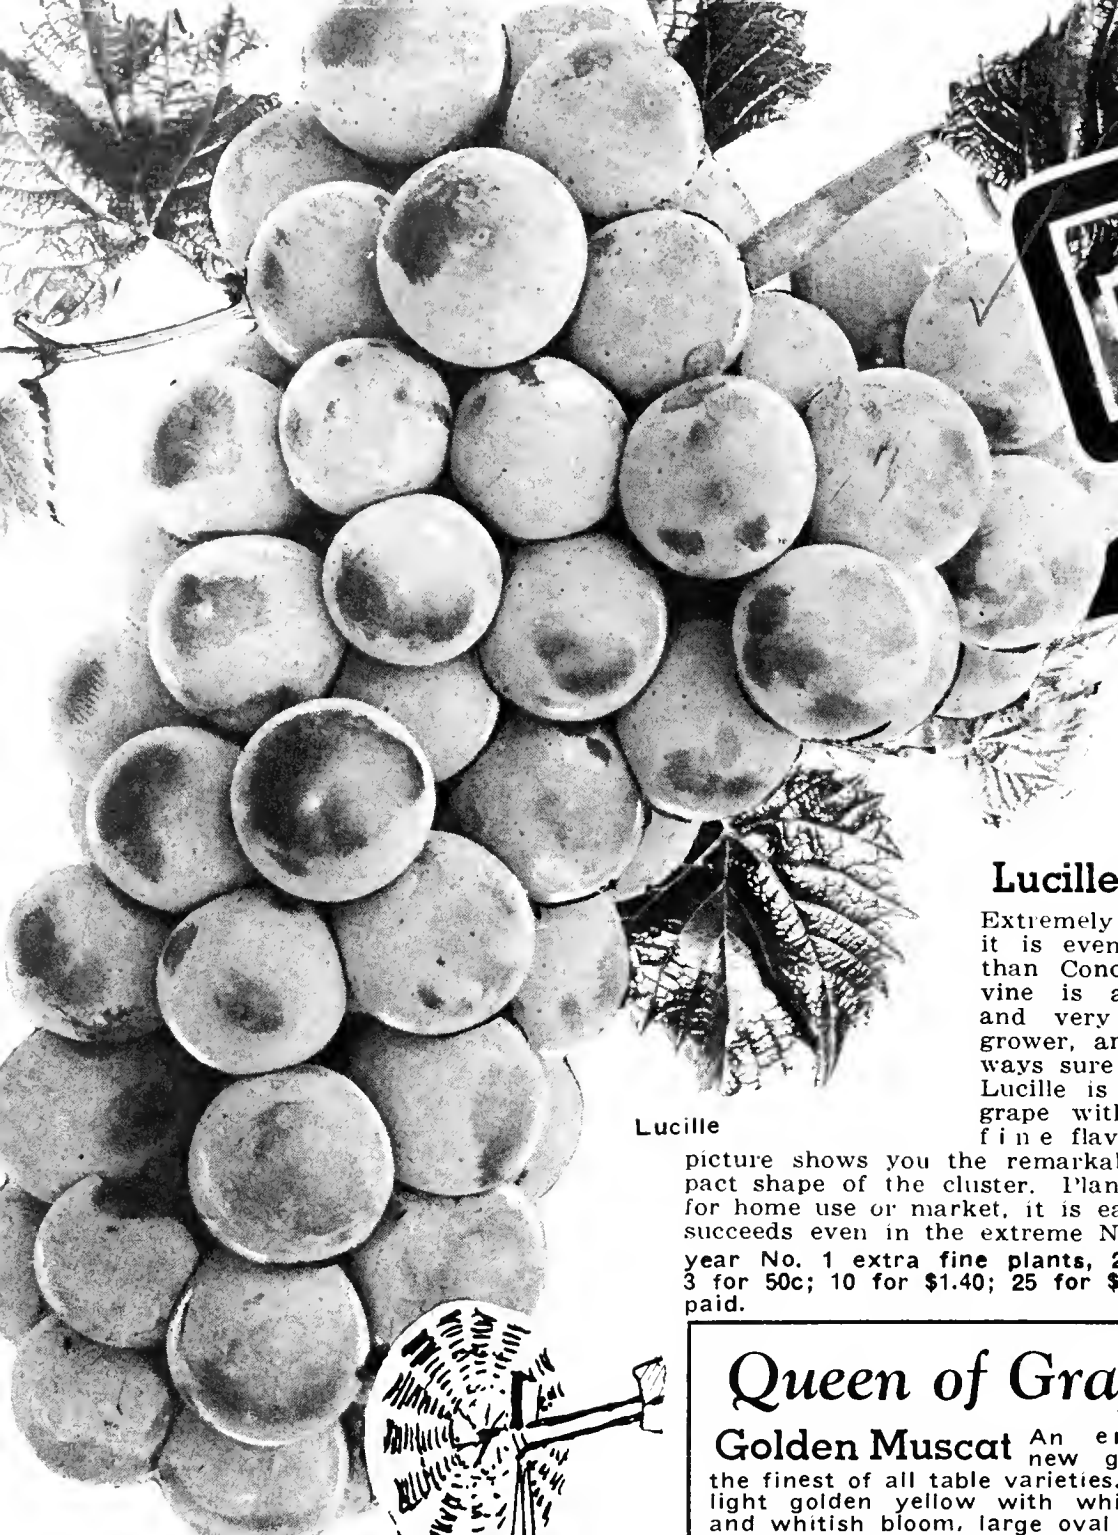 Lucille
Extremely
it is even
than Conc
vine is a
and very
grower, an
ways sure
Lucille is
grape with
fine flav
Lucille
picture shows you the remarkal
pact shape of the cluster. Plan
for home use or market, it is ea
succeeds even in the extreme N
year No. 1 extra fine plants, 2
3 for 50c; 10 for $1.40; 25 for $
paid.
Queen of Gra
Golden Muscat An er
new g
the finest of all table varieties.
light golden yellow with whi
and whitish bloom, large oval